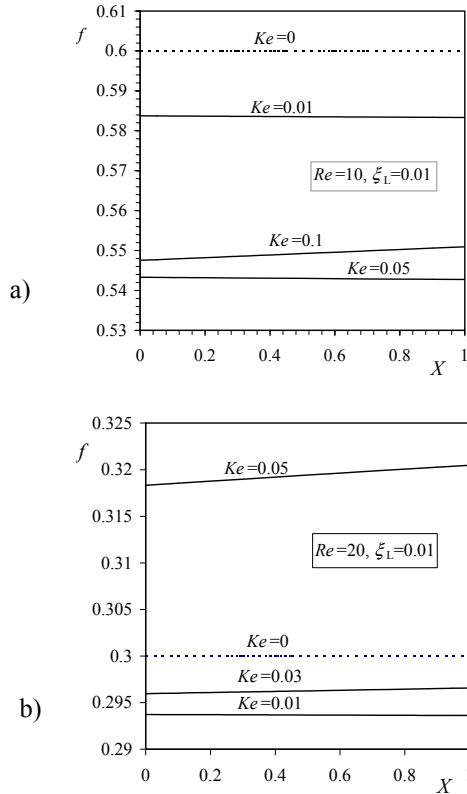 0.61
f
Ke=0
0.6
0.59
Ke=0.01
0.58
0.57
Re=10, ξL=0.01
0.56
Ke=0.1
0.55
Ke=0.05
a)
0.54
0.53
0 0.2 0.4 0.6 0.8 1
X
0.325
f
Ke=0.05
0.32
0.315
Re=20, ξL=0.01
0.31
0.305
Ke=0
0.3
Ke=0.03
0.295
Ke=0.01
b)
0.29
0 0.2 0.4 0.6 0.8
X